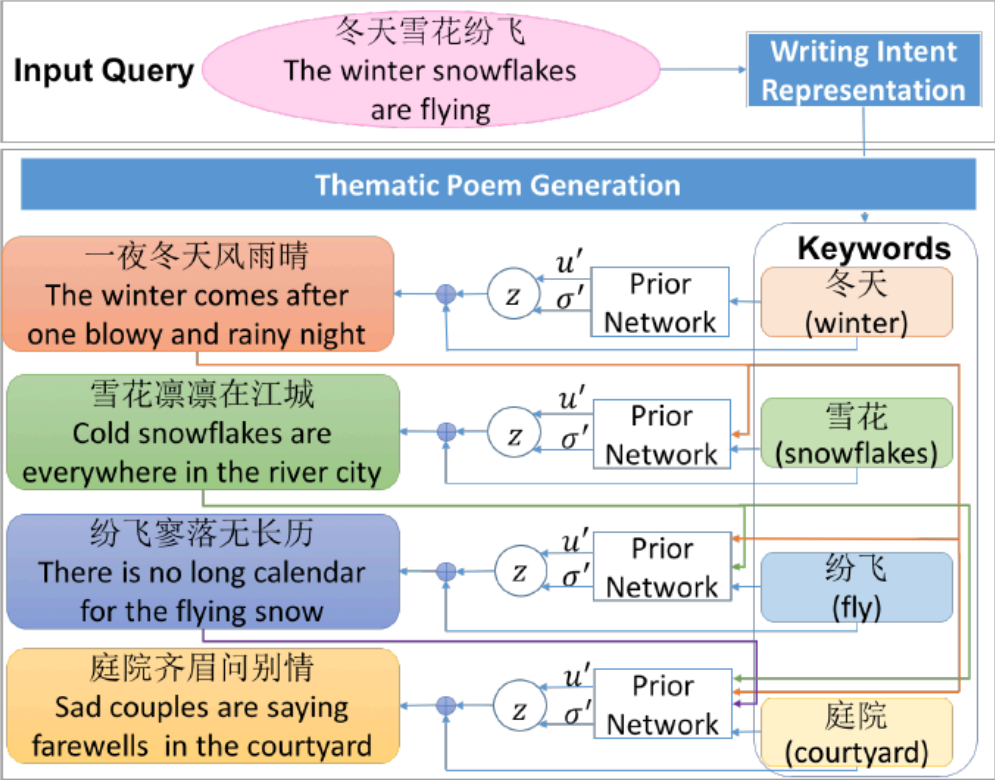 Input Query
冬天雪花纷飞
The winter snowflakes
are flying
Writing Intent
Representation
Thematic Poem Generation
Keywords
一夜冬天风雨晴
The winter comes after
one blowy and rainy night
z
u′
σ′
Prior
Network
冬天
(winter)
雪花凛凛在江城
Cold snowflakes are
everywhere in the river city
z
u′
σ′
Prior
Network
雪花
(snowflakes)
纷飞寥落无长历
There is no long calendar
for the flying snow
z
u′
σ′
Prior
Network
纷飞
(fly)
庭院齐眉问别情
Sad couples are saying
farewells in the courtyard
z
u′
σ′
Prior
Network
庭院
(courtyard)